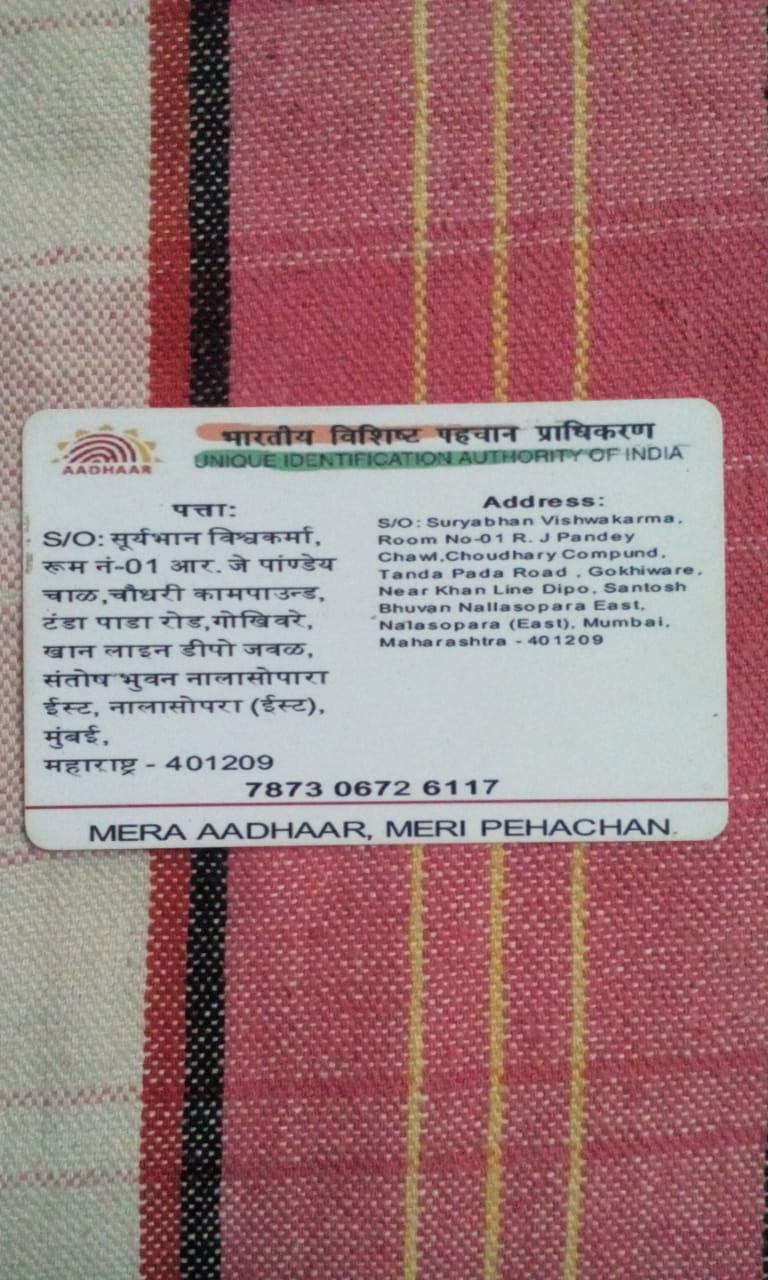 AADHAAR
भारतीय विशिष्ट पहचान प्राधिकरण
UNIQUE IDENTIFICATION AUTHORITY OF INDIA
पत्ता:
S/O: सूर्यभान विश्वकर्मा,
रूम नं-01 आर. जे पांण्डेय
चाळ,चौधरी कामपाउन्ड,
टंडा पाडा रोड,गोखिवरे,
खान लाइन डीपो जवळ,
संतोष भुवन नालासोपारा
ईस्ट, नालासोपरा (ईस्ट),
मुंबई,
महाराष्ट्र - 401209
Address:
S/O: Suryabhan Vishwakarma,
Room No-01 R. J Pandey
Chawl,Choudhary Compund,
Tanda Pada Road , Gokhiware,
Near Khan Line Dipo, Santosh
Bhuvan Nallasopara East,
Nalasopara (East), Mumbai,
Maharashtra - 401209
7873 0672 6117
MERA AADHAAR, MERI PEHACHAN.